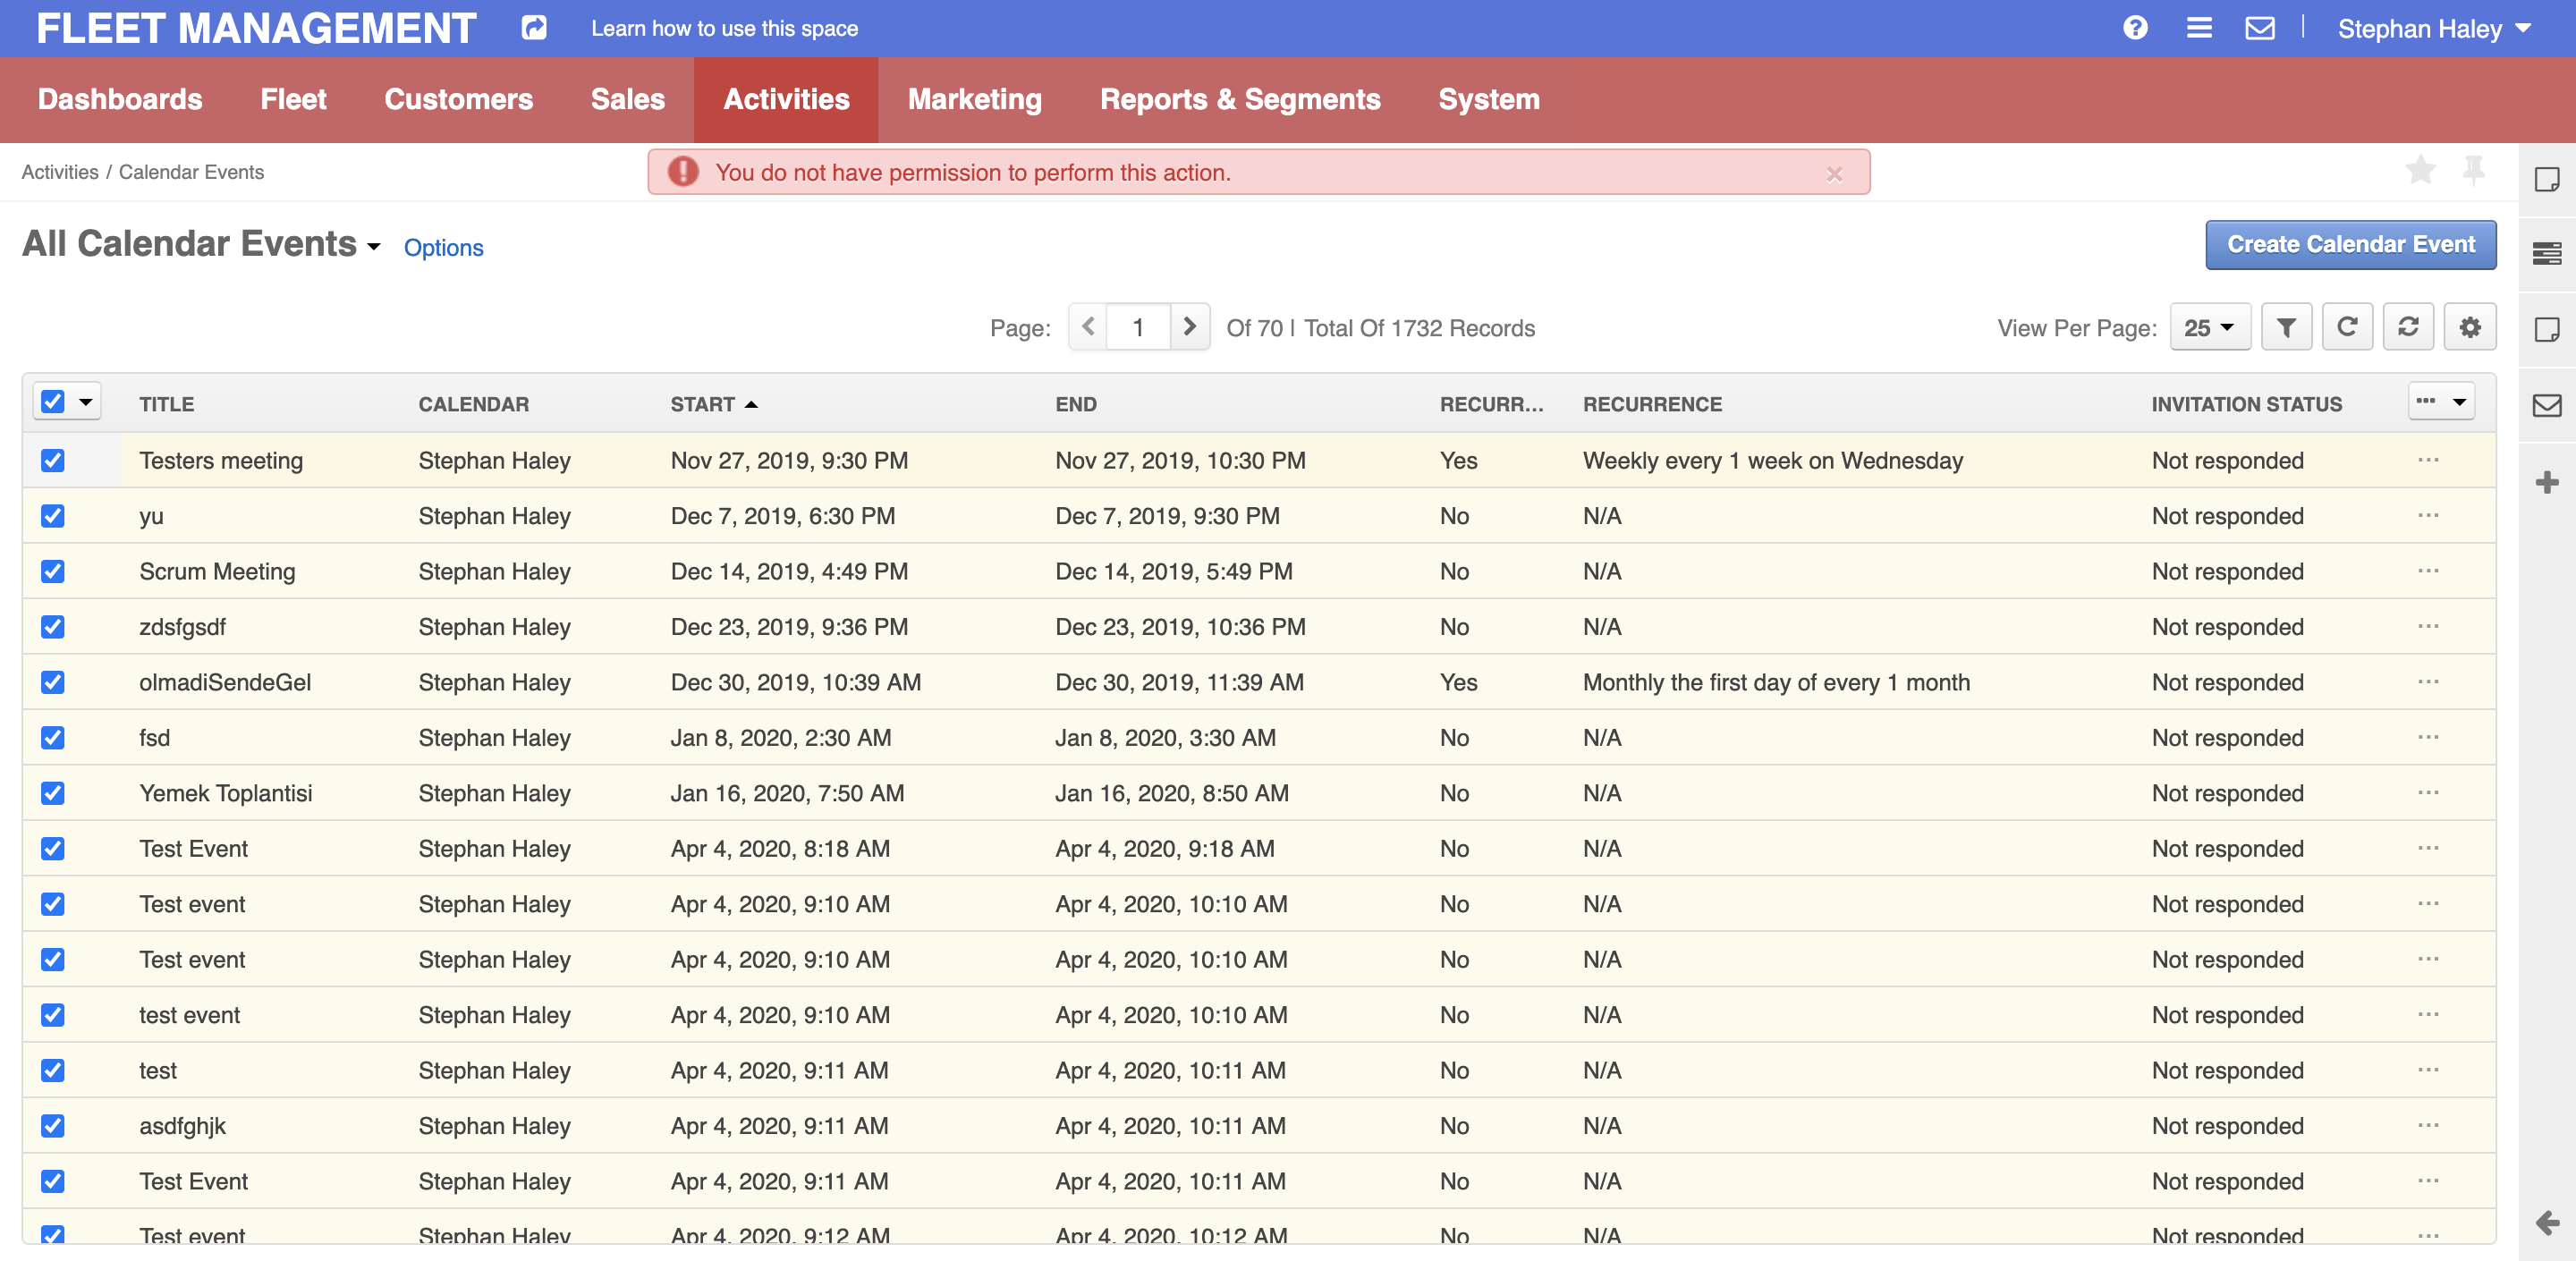 FLEET MANAGEMENT Learn how to use this space Stephan Haley
Dashboards Fleet Customers Sales Activities Marketing Reports & Segments System
Activities / Calendar Events You do not have permission to perform this action. ×
All Calendar Events Options Create Calendar Event
Page: 1 Of 70 | Total Of 1732 Records View Per Page: 25
TITLE CALENDAR START END RECURR... RECURRENCE INVITATION STATUS ...
Testers meeting Stephan Haley Nov 27, 2019, 9:30 PM Nov 27, 2019, 10:30 PM Yes Weekly every 1 week on Wednesday Not responded ...
yu Stephan Haley Dec 7, 2019, 6:30 PM Dec 7, 2019, 9:30 PM No N/A Not responded ...
Scrum Meeting Stephan Haley Dec 14, 2019, 4:49 PM Dec 14, 2019, 5:49 PM No N/A Not responded ...
zdsfgsdf Stephan Haley Dec 23, 2019, 9:36 PM Dec 23, 2019, 10:36 PM No N/A Not responded ...
olmadiSendeGel Stephan Haley Dec 30, 2019, 10:39 AM Dec 30, 2019, 11:39 AM Yes Monthly the first day of every 1 month Not responded ...
fsd Stephan Haley Jan 8, 2020, 2:30 AM Jan 8, 2020, 3:30 AM No N/A Not responded ...
Yemek Toplantisi Stephan Haley Jan 16, 2020, 7:50 AM Jan 16, 2020, 8:50 AM No N/A Not responded ...
Test Event Stephan Haley Apr 4, 2020, 8:18 AM Apr 4, 2020, 9:18 AM No N/A Not responded ...
Test event Stephan Haley Apr 4, 2020, 9:10 AM Apr 4, 2020, 10:10 AM No N/A Not responded ...
Test event Stephan Haley Apr 4, 2020, 9:10 AM Apr 4, 2020, 10:10 AM No N/A Not responded ...
test event Stephan Haley Apr 4, 2020, 9:10 AM Apr 4, 2020, 10:10 AM No N/A Not responded ...
test Stephan Haley Apr 4, 2020, 9:11 AM Apr 4, 2020, 10:11 AM No N/A Not responded ...
asdfghjk Stephan Haley Apr 4, 2020, 9:11 AM Apr 4, 2020, 10:11 AM No N/A Not responded ...
Test Event Stephan Haley Apr 4, 2020, 9:11 AM Apr 4, 2020, 10:11 AM No N/A Not responded ...
Test event Stephan Haley Apr 4, 2020, 9:12 AM Apr 4, 2020, 10:12 AM No N/A Not responded ...